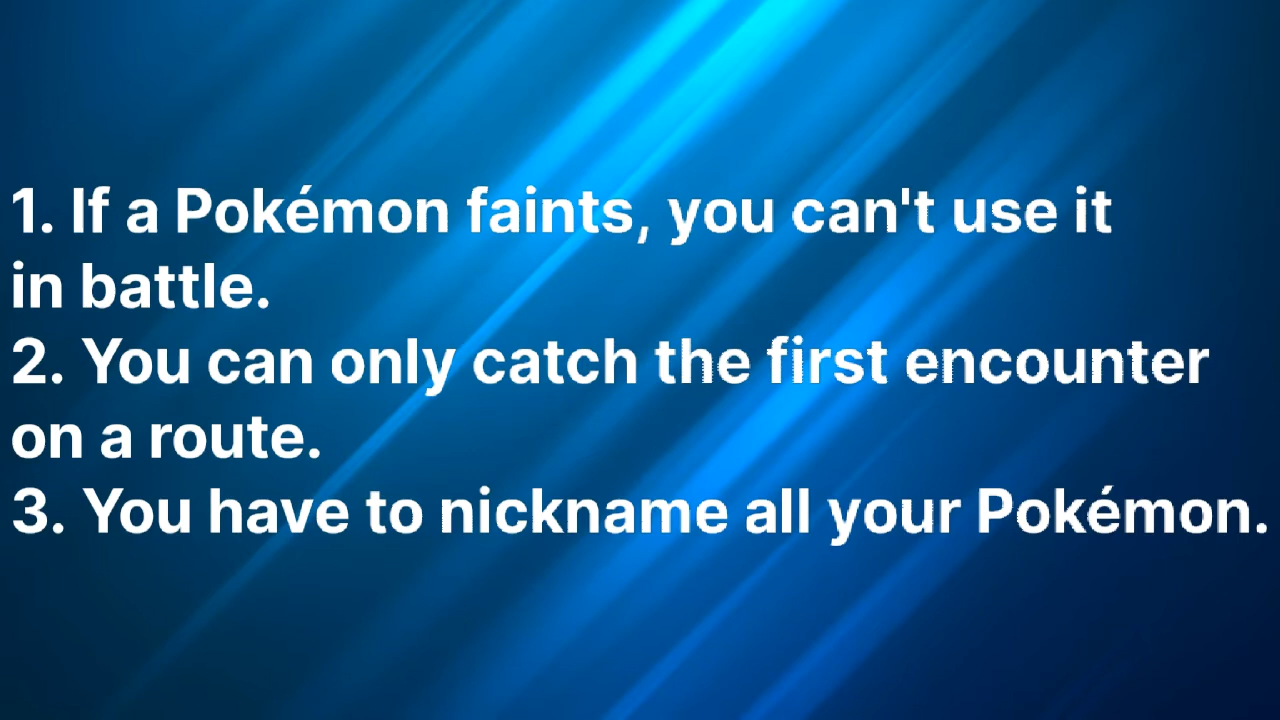 1. If a Pokémon faints, you can't use it
in battle.
2. You can only catch the first encounter
on a route.
3. You have to nickname all your Pokémon.